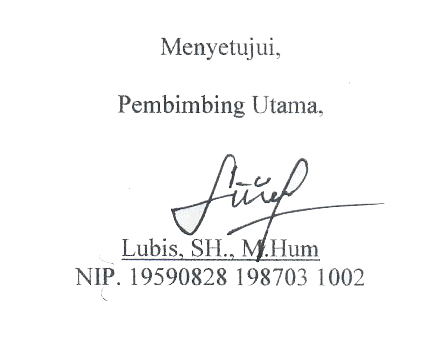 Menyetujui,
Pembimbing Utama,
Lubis, SH., M.Hum
NIP. 19590828 198703 1002